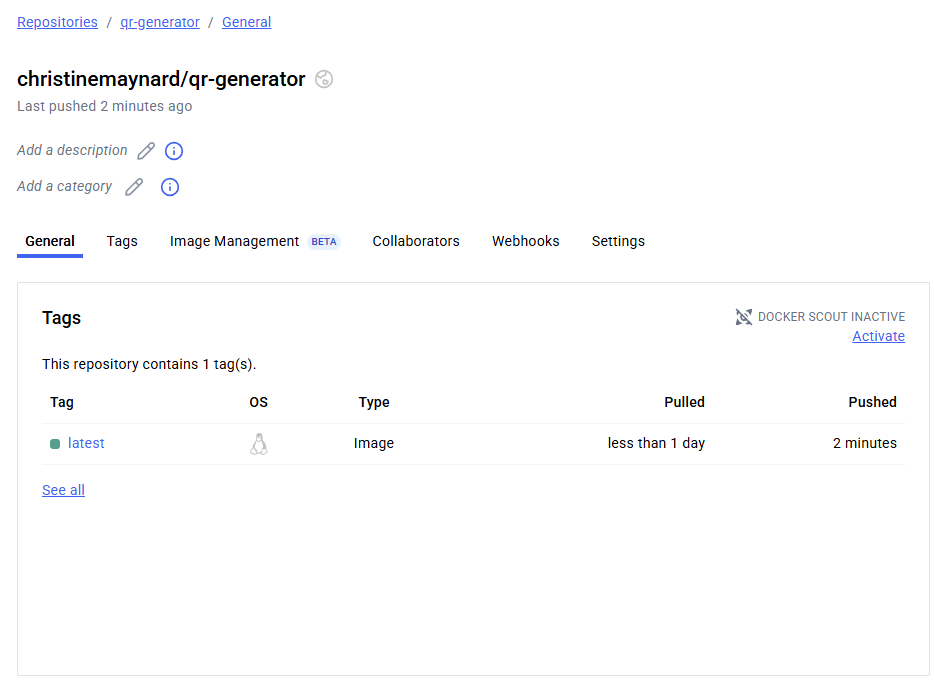 Repositories / qr-generator / General
christinemaynard/qr-generator
Last pushed 2 minutes ago
Add a description
Add a category
General Tags Image Management BETA Collaborators Webhooks Settings
Tags
DOCKER SCOUT INACTIVE
Activate
This repository contains 1 tag(s).
Tag OS Type Pulled Pushed
latest Image less than 1 day 2 minutes
See all